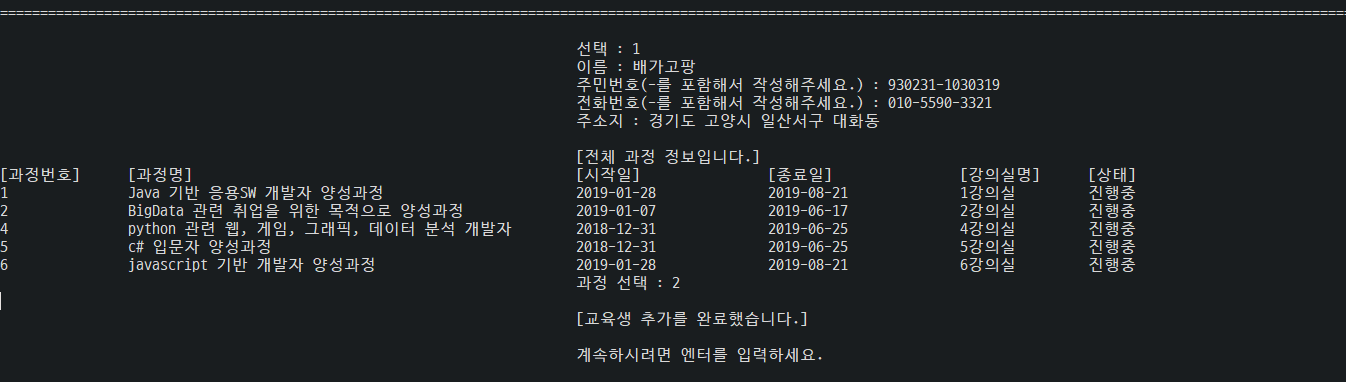 ================================================================================================================================================================
선택 : 1
이름 : 배가고팡
주민번호(-를 포함해서 작성해주세요.) : 930231-1030319
전화번호(-를 포함해서 작성해주세요.) : 010-5590-3321
주소지 : 경기도 고양시 일산서구 대화동
[전체 과정 정보입니다.]
[과정번호] [과정명] [시작일] [종료일] [강의실명] [상태]
1 Java 기반 응용SW 개발자 양성과정 2019-01-28 2019-08-21 1강의실 진행중
2 BigData 관련 취업을 위한 목적으로 양성과정 2019-01-07 2019-06-17 2강의실 진행중
4 python 관련 웹, 게임, 그래픽, 데이터 분석 개발자 2018-12-31 2019-06-25 4강의실 진행중
5 c# 입문자 양성과정 2018-12-31 2019-06-25 5강의실 진행중
6 javascript 기반 개발자 양성과정 2019-01-28 2019-08-21 6강의실 진행중
과정 선택 : 2
[교육생 추가를 완료했습니다.]
계속하시려면 엔터를 입력하세요.